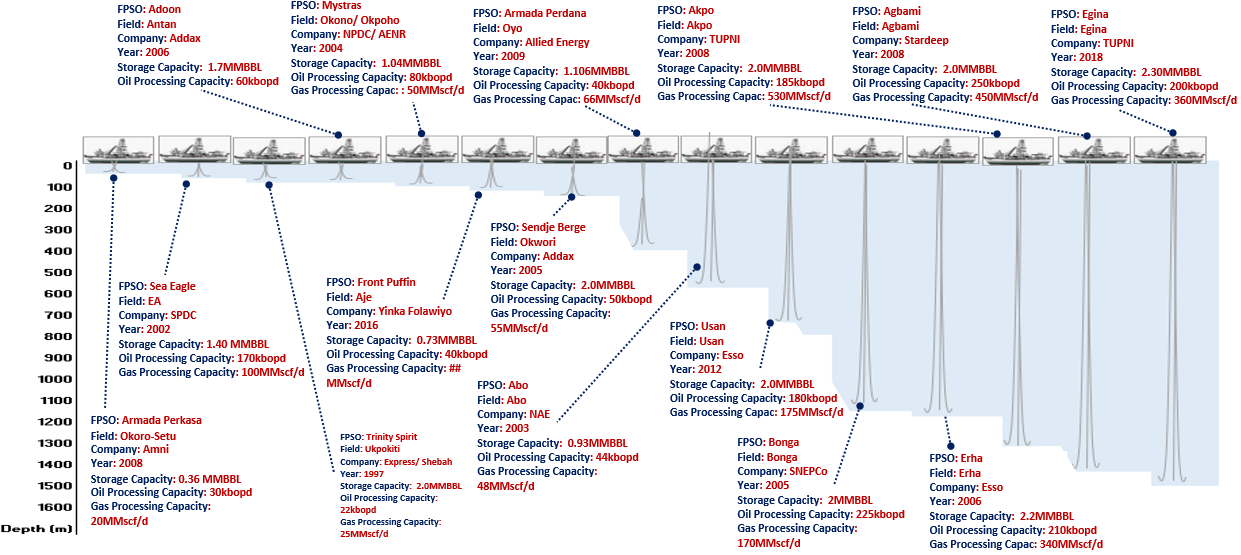 FPSO: Adoon
Field: Antan
Company: Addax
Year: 2006
Storage Capacity: 1.7MMBBL
Oil Processing Capacity: 60kbopd
FPSO: Mystras
Field: Okono/ Okpoho
Company: NPDC/ AENR
Year: 2004
Storage Capacity: 1.04MMBBL
Oil Processing Capacity: 80kbopd
Gas Processing Capac: : 50MMscf/d
FPSO: Armada Perdana
Field: Oyo
Company: Allied Energy
Year: 2009
Storage Capacity: 1.106MMBBL
Oil Processing Capacity: 40kbopd
Gas Processing Capac: 66MMscf/d
FPSO: Akpo
Field: Akpo
Company: TUPNI
Year: 2008
Storage Capacity: 2.0MMBBL
Oil Processing Capacity: 185kbopd
Gas Processing Capac: 530MMscf/d
FPSO: Agbami
Field: Agbami
Company: Stardeep
Year: 2008
Storage Capacity: 2.0MMBBL
Oil Processing Capacity: 250kbopd
Gas Processing Capacity: 450MMscf/d
FPSO: Egina
Field: Egina
Company: TUPNI
Year: 2018
Storage Capacity: 2.30MMBBL
Oil Processing Capacity: 200kbopd
Gas Processing Capacity: 360MMscf/d
0
100
200
300
400
500
600
700
800
900
1000
1100
1200
1300
1400
1500
1600
Depth (m)
FPSO: Sea Eagle
Field: EA
Company: SPDC
Year: 2002
Storage Capacity: 1.40 MMBBL
Oil Processing Capacity: 170kbopd
Gas Processing Capacity: 100MMscf/d
FPSO: Front Puffin
Field: Aje
Company: Yinka Folawiyo
Year: 2016
Storage Capacity: 0.73MMBBL
Oil Processing Capacity: 40kbopd
Gas Processing Capacity: ##
MMscf/d
FPSO: Sendje Berge
Field: Okwori
Company: Addax
Year: 2005
Storage Capacity: 2.0MMBBL
Oil Processing Capacity: 50kbopd
Gas Processing Capacity:
55MMscf/d
FPSO: Usan
Field: Usan
Company: Esso
Year: 2012
Storage Capacity: 2.0MMBBL
Oil Processing Capacity: 180kbopd
Gas Processing Capac: 175MMscf/d
FPSO: Armada Perkasa
Field: Okoro-Setu
Company: Amni
Year: 2008
Storage Capacity: 0.36 MMBBL
Oil Processing Capacity: 30kbopd
Gas Processing Capacity:
20MMscf/d
FPSO: Trinity Spirit
Field: Ukpokiti
Company: Express/ Shebah
Year: 1997
Storage Capacity: 2.0MMBBL
Oil Processing Capacity:
22kbopd
Gas Processing Capacity:
25MMscf/d
FPSO: Abo
Field: Abo
Company: NAE
Year: 2003
Storage Capacity: 0.93MMBBL
Oil Processing Capacity: 44kbopd
Gas Processing Capacity:
48MMscf/d
FPSO: Bonga
Field: Bonga
Company: SNEPCo
Year: 2005
Storage Capacity: 2MMBBL
Oil Processing Capacity: 225kbopd
Gas Processing Capacity:
170MMscf/d
FPSO: Erha
Field: Erha
Company: Esso
Year: 2006
Storage Capacity: 2.2MMBBL
Oil Processing Capacity: 210kbopd
Gas Processing Capac: 340MMscf/d